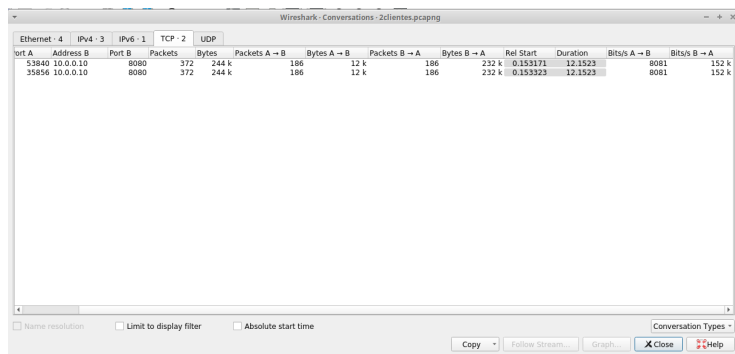 Wireshark · Conversations · 2clientes.pcapng
Ethernet · 4 IPv4 · 3 IPv6 · 1 TCP · 2 UDP
ort A Address B Port B Packets Bytes Packets A → B Bytes A → B Packets B → A Bytes B → A Rel Start Duration Bits/s A → B Bits/s B → A
53840 10.0.0.10 8080 372 244 k 186 12 k 186 232 k 0.153171 12.1523 8081 152 k
35856 10.0.0.10 8080 372 244 k 186 12 k 186 232 k 0.153323 12.1523 8081 152 k
Name resolution Limit to display filter Absolute start time Conversation Types
Copy Follow Stream... Graph... Close Help